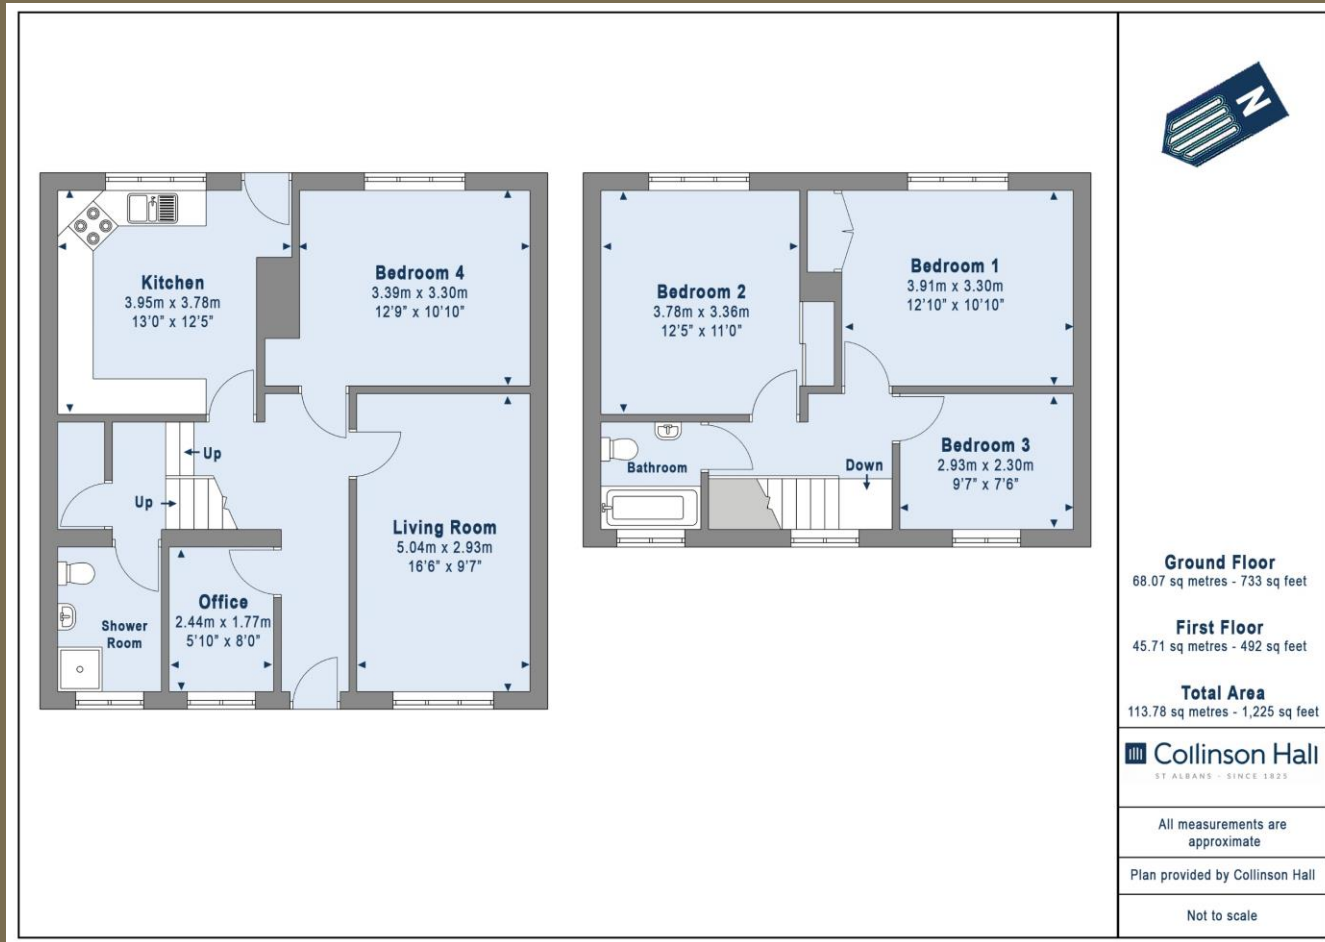 Kitchen
3.95m x 3.78m
13'0" x 12'5"
Bedroom 4
3.39m x 3.30m
12'9" x 10'10"
Up
Up
Living Room
5.04m x 2.93m
16'6" x 9'7"
Office
2.44m x 1.77m
5'10" x 8'0"
Shower
Room
Bedroom 2
3.78m x 3.36m
12'5" x 11'0"
Bedroom 1
3.91m x 3.30m
12'10" x 10'10"
Bathroom
Down
Bedroom 3
2.93m x 2.30m
9'7" x 7'6"
N
Ground Floor
68.07 sq metres - 733 sq feet
First Floor
45.71 sq metres - 492 sq feet
Total Area
113.78 sq metres - 1,225 sq feet
Collinson Hall
ST ALBANS - SINCE 1825
All measurements are
approximate
Plan provided by Collinson Hall
Not to scale